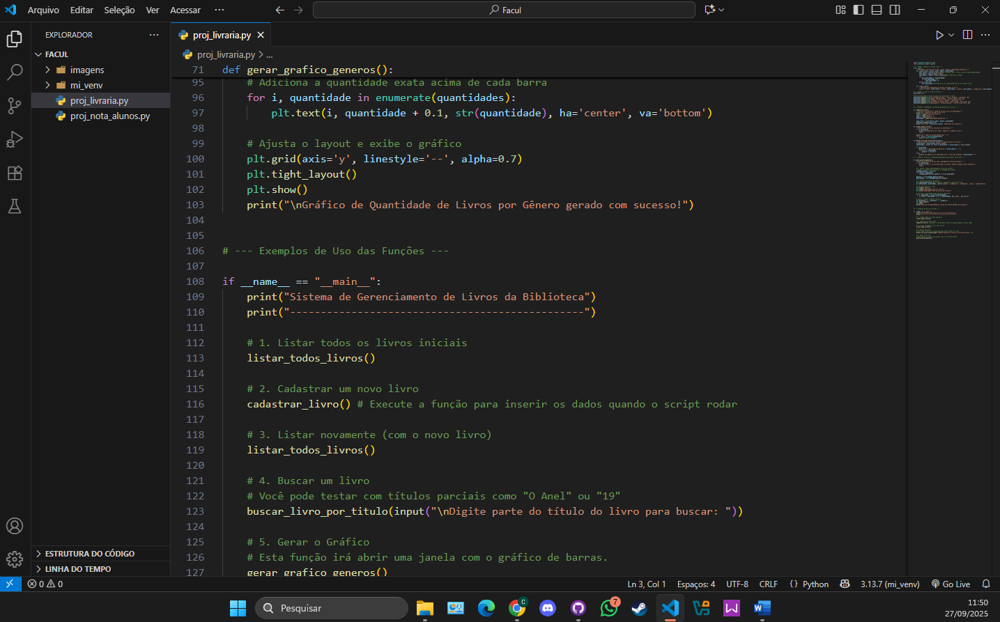 Arquivo Editar Seleção Ver Acessar ··· Facul
EXPLORADOR ···
proj_livraria.py
FACUL
imagens
mi_venv
proj_livraria.py
proj_nota_alunos.py
ESTRUTURA DO CÓDIGO
LINHA DO TEMPO
proj_livraria.py > ...
71 def gerar_grafico_generos():
95 # Adiciona a quantidade exata acima de cada barra
96 for i, quantidade in enumerate(quantidades):
97 plt.text(i, quantidade + 0.1, str(quantidade), ha='center', va='bottom')
98
99 # Ajusta o layout e exibe o gráfico
100 plt.grid(axis='y', linestyle='--', alpha=0.7)
101 plt.tight_layout()
102 plt.show()
103 print("\nGráfico de Quantidade de Livros por Gênero gerado com sucesso!")
104
105
106 # --- Exemplos de Uso das Funções ---
107
108 if __name__ == "__main__":
109 print("Sistema de Gerenciamento de Livros da Biblioteca")
110 print("------------------------------------------------")
111
112 # 1. Listar todos os livros iniciais
113 listar_todos_livros()
114
115 # 2. Cadastrar um novo livro
116 cadastrar_livro() # Execute a função para inserir os dados quando o script rodar
117
118 # 3. Listar novamente (com o novo livro)
119 listar_todos_livros()
120
121 # 4. Buscar um livro
122 # Você pode testar com títulos parciais como "O Anel" ou "19"
123 buscar_livro_por_titulo(input("\nDigite parte do título do livro para buscar: "))
124
125 # 5. Gerar o Gráfico
126 # Esta função irá abrir uma janela com o gráfico de barras.
127 gerar_grafico_generos()
0 0 Ln 3, Col 1 Espaços: 4 UTF-8 CRLF {} Python 3.13.7 (mi_venv) Go Live
Pesquisar C 7 11:50
27/09/2025